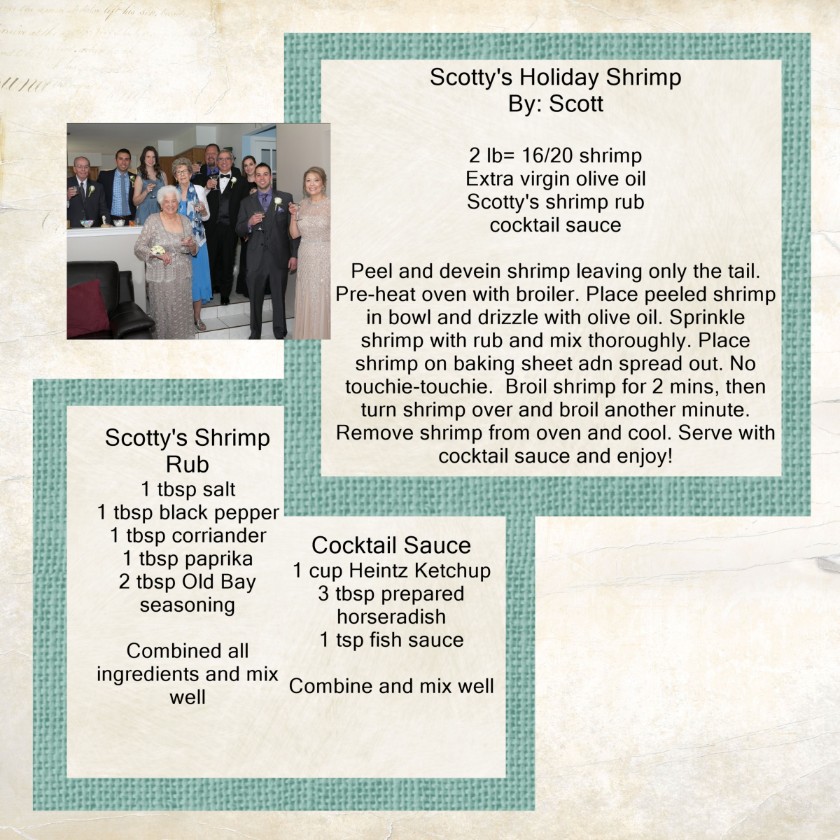 Scotty's Holiday Shrimp
By: Scott
2 lb= 16/20 shrimp
Extra virgin olive oil
Scotty's shrimp rub
cocktail sauce
Peel and devein shrimp leaving only the tail.
Pre-heat oven with broiler. Place peeled shrimp
in bowl and drizzle with olive oil. Sprinkle
shrimp with rub and mix thoroughly. Place
shrimp on baking sheet adn spread out. No
touchie-touchie.  Broil shrimp for 2 mins, then
turn shrimp over and broil another minute.
Remove shrimp from oven and cool. Serve with
cocktail sauce and enjoy!
Scotty's Shrimp
Rub
1 tbsp salt
1 tbsp black pepper
1 tbsp corriander
1 tbsp paprika
2 tbsp Old Bay
seasoning
Combined all
ingredients and mix
well
Cocktail Sauce
1 cup Heintz Ketchup
3 tbsp prepared
horseradish
1 tsp fish sauce
Combine and mix well